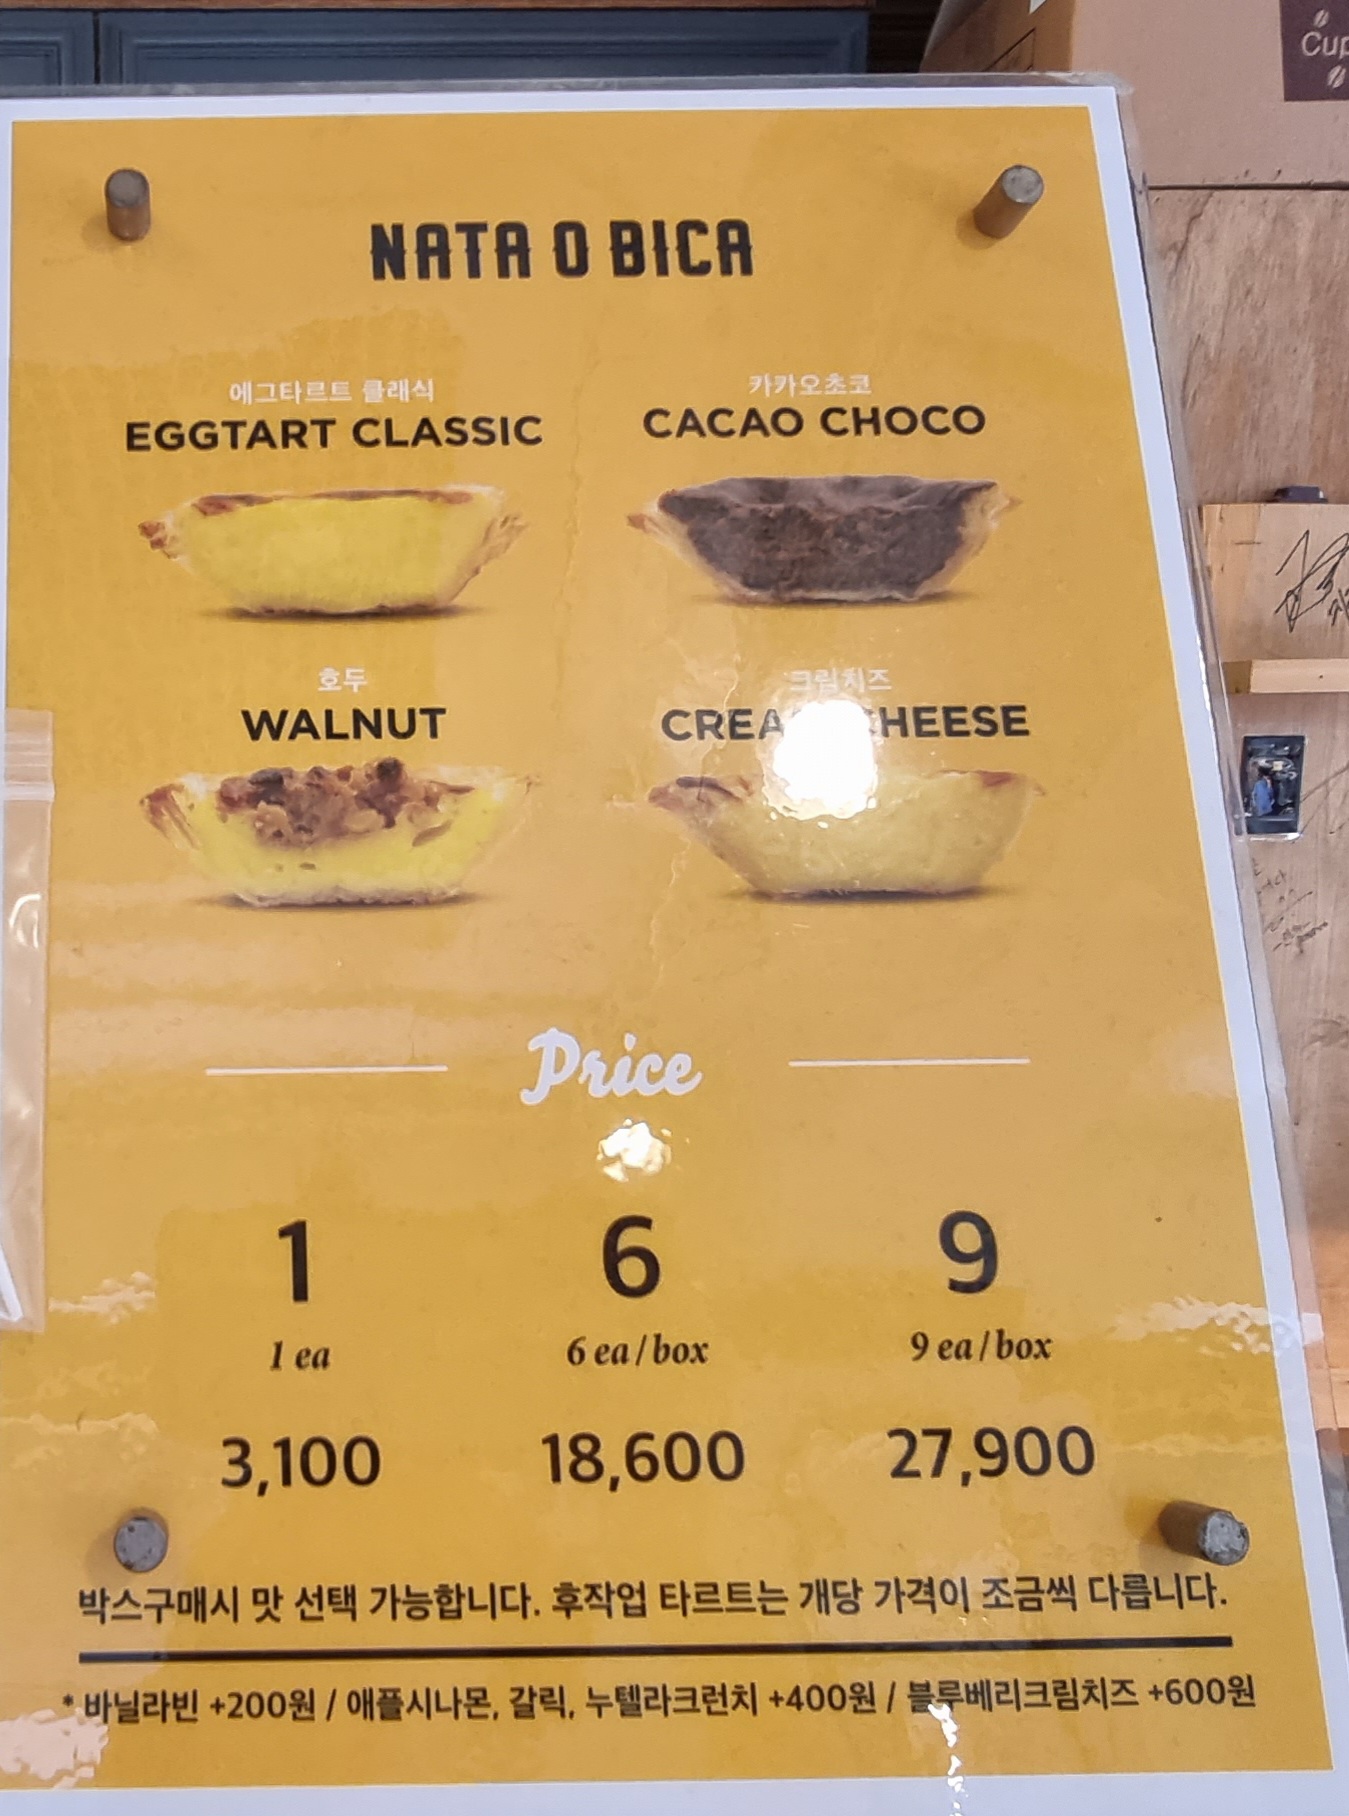 Cup
NATA O BICA
에그타르트 클래식
EGGTART CLASSIC
카카오초코
CACAO CHOCO
호두
WALNUT
크림치즈
Price
1
1 ea
3,100
6
6 ea/box
18,600
9
9 ea/box
27,900
박스구매시 맛 선택 가능합니다. 후작업 타르트는 개당 가격이 조금씩 다릅니다.
* 바닐라빈 +200원 / 애플시나몬, 갈릭, 누텔라크런치 +400원 / 블루베리크림치즈 +600원